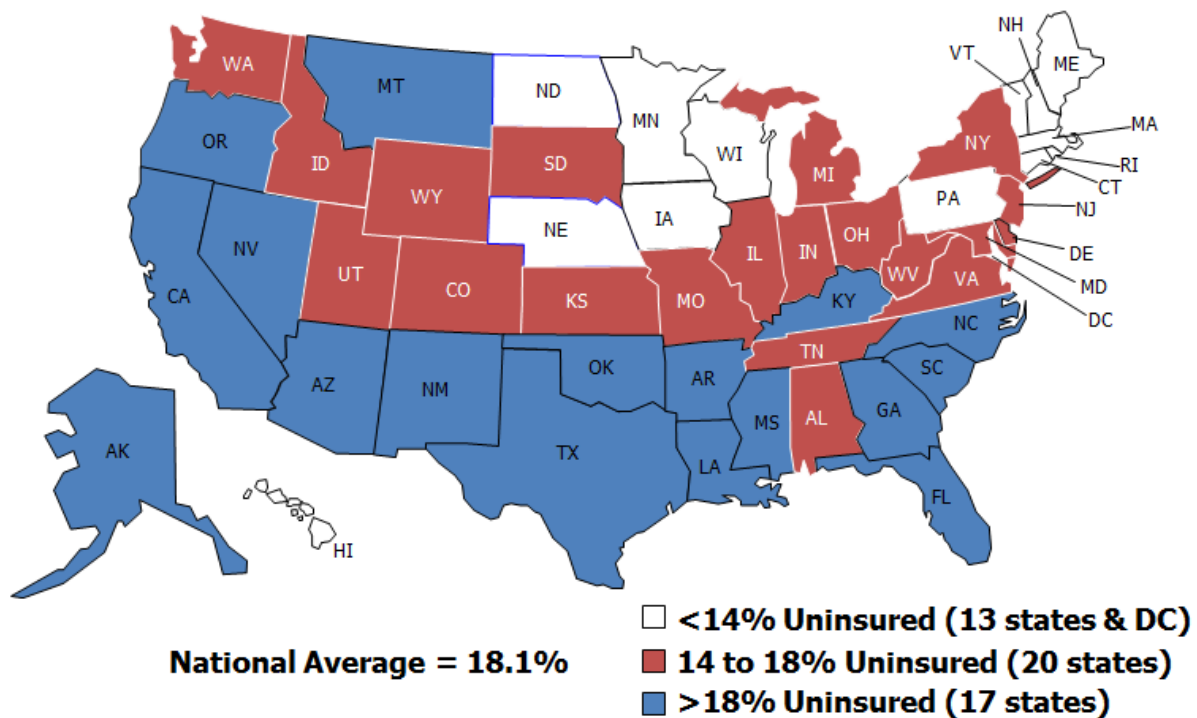 NH
VT
ME
WA
MT
ND
MN
MA
OR
ID
SD
WI
NY
RI
MI
CT
WY
PA
NJ
IA
NE
OH
DE
NV
UT
IL
IN
WV
VA
MD
CA
CO
KS
MO
KY
DC
NC
TN
OK
AR
SC
AZ
NM
MS
AL
GA
AK
TX
LA
FL
HI
<14% Uninsured (13 states & DC)
National Average = 18.1%
14 to 18% Uninsured (20 states)
>18% Uninsured (17 states)